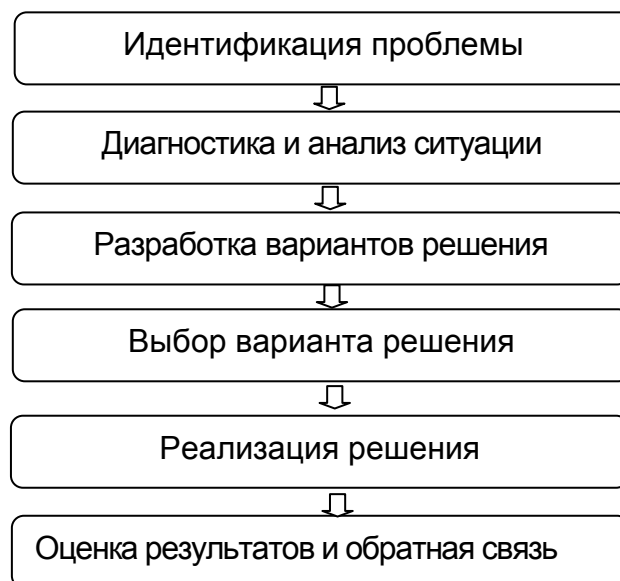 Идентификация проблемы
Диагностика и анализ ситуации
Разработка вариантов решения
Выбор варианта решения
Реализация решения
Оценка результатов и обратная связь